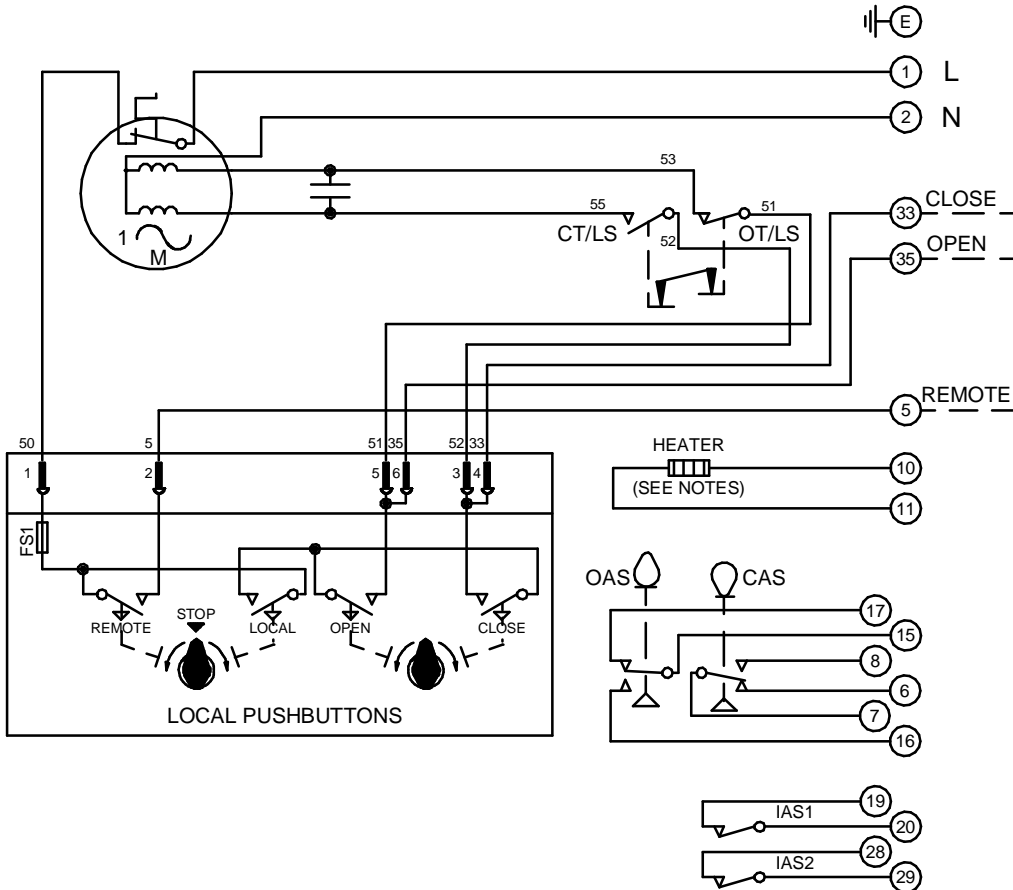 E
1 L
2 N
53
55 51
CT/LS 52 OT/LS
33 CLOSE
35 OPEN
1
M
5 REMOTE
50 5 51 35 52 33
1 2 5 6 3 4
HEATER
(SEE NOTES)
10
11
FS1
REMOTE STOP LOCAL OPEN CLOSE
LOCAL PUSHBUTTONS
OAS CAS
17
15
8
6
7
16
19
IAS1
20
28
IAS2
29